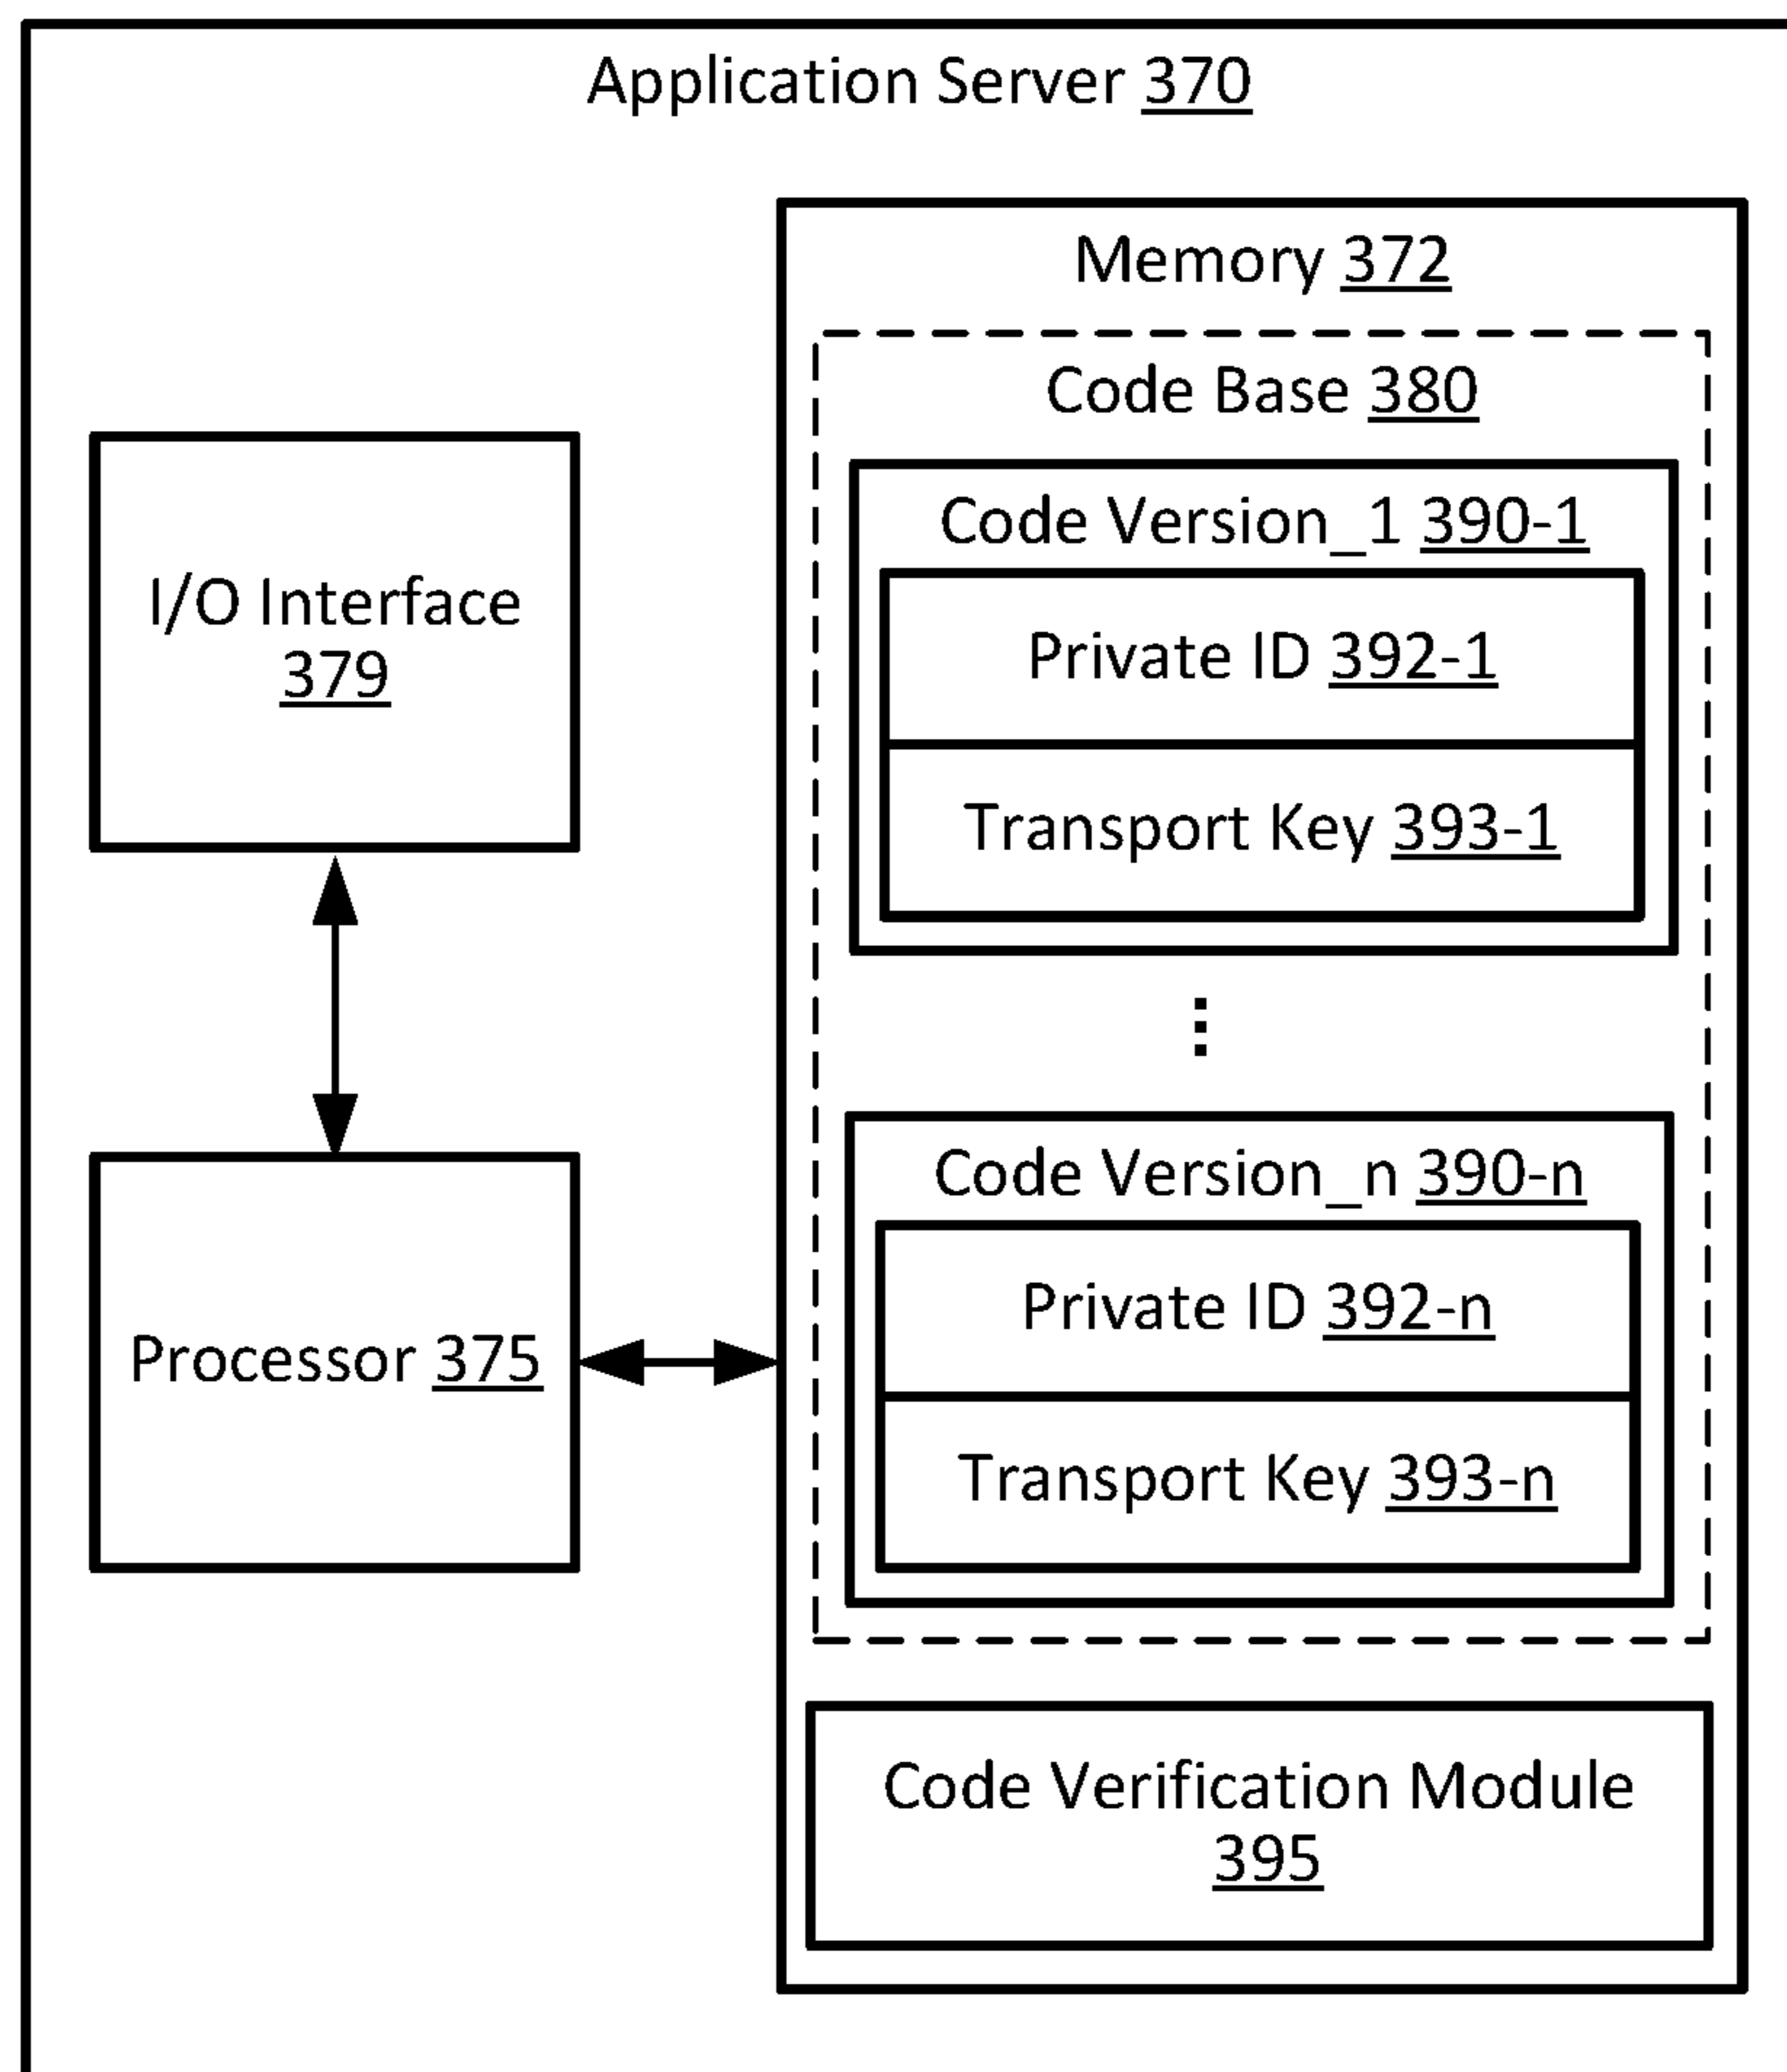 Application Server 370
Memory 372
Code Base 380
Code Version_1 390-1
Private ID 392-1
Transport Key 393-1
I/O Interface
379
Code Version_n 390-n
Private ID 392-n
Transport Key 393-n
Processor 375
Code Verification Module
395